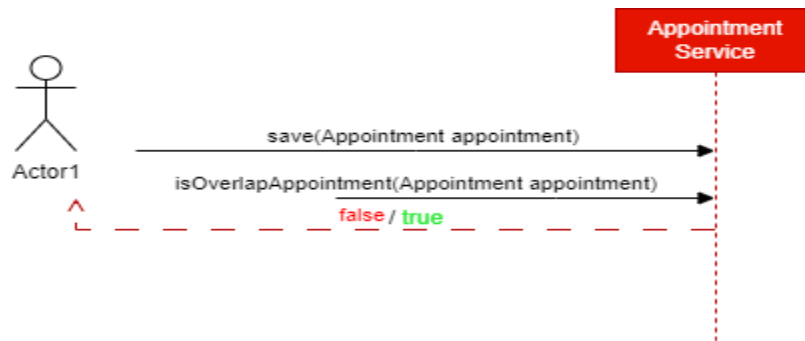 Appointment
Service
save(Appointment appointment)
Actor1
isOverlapAppointment(Appointment appointment)
false / true